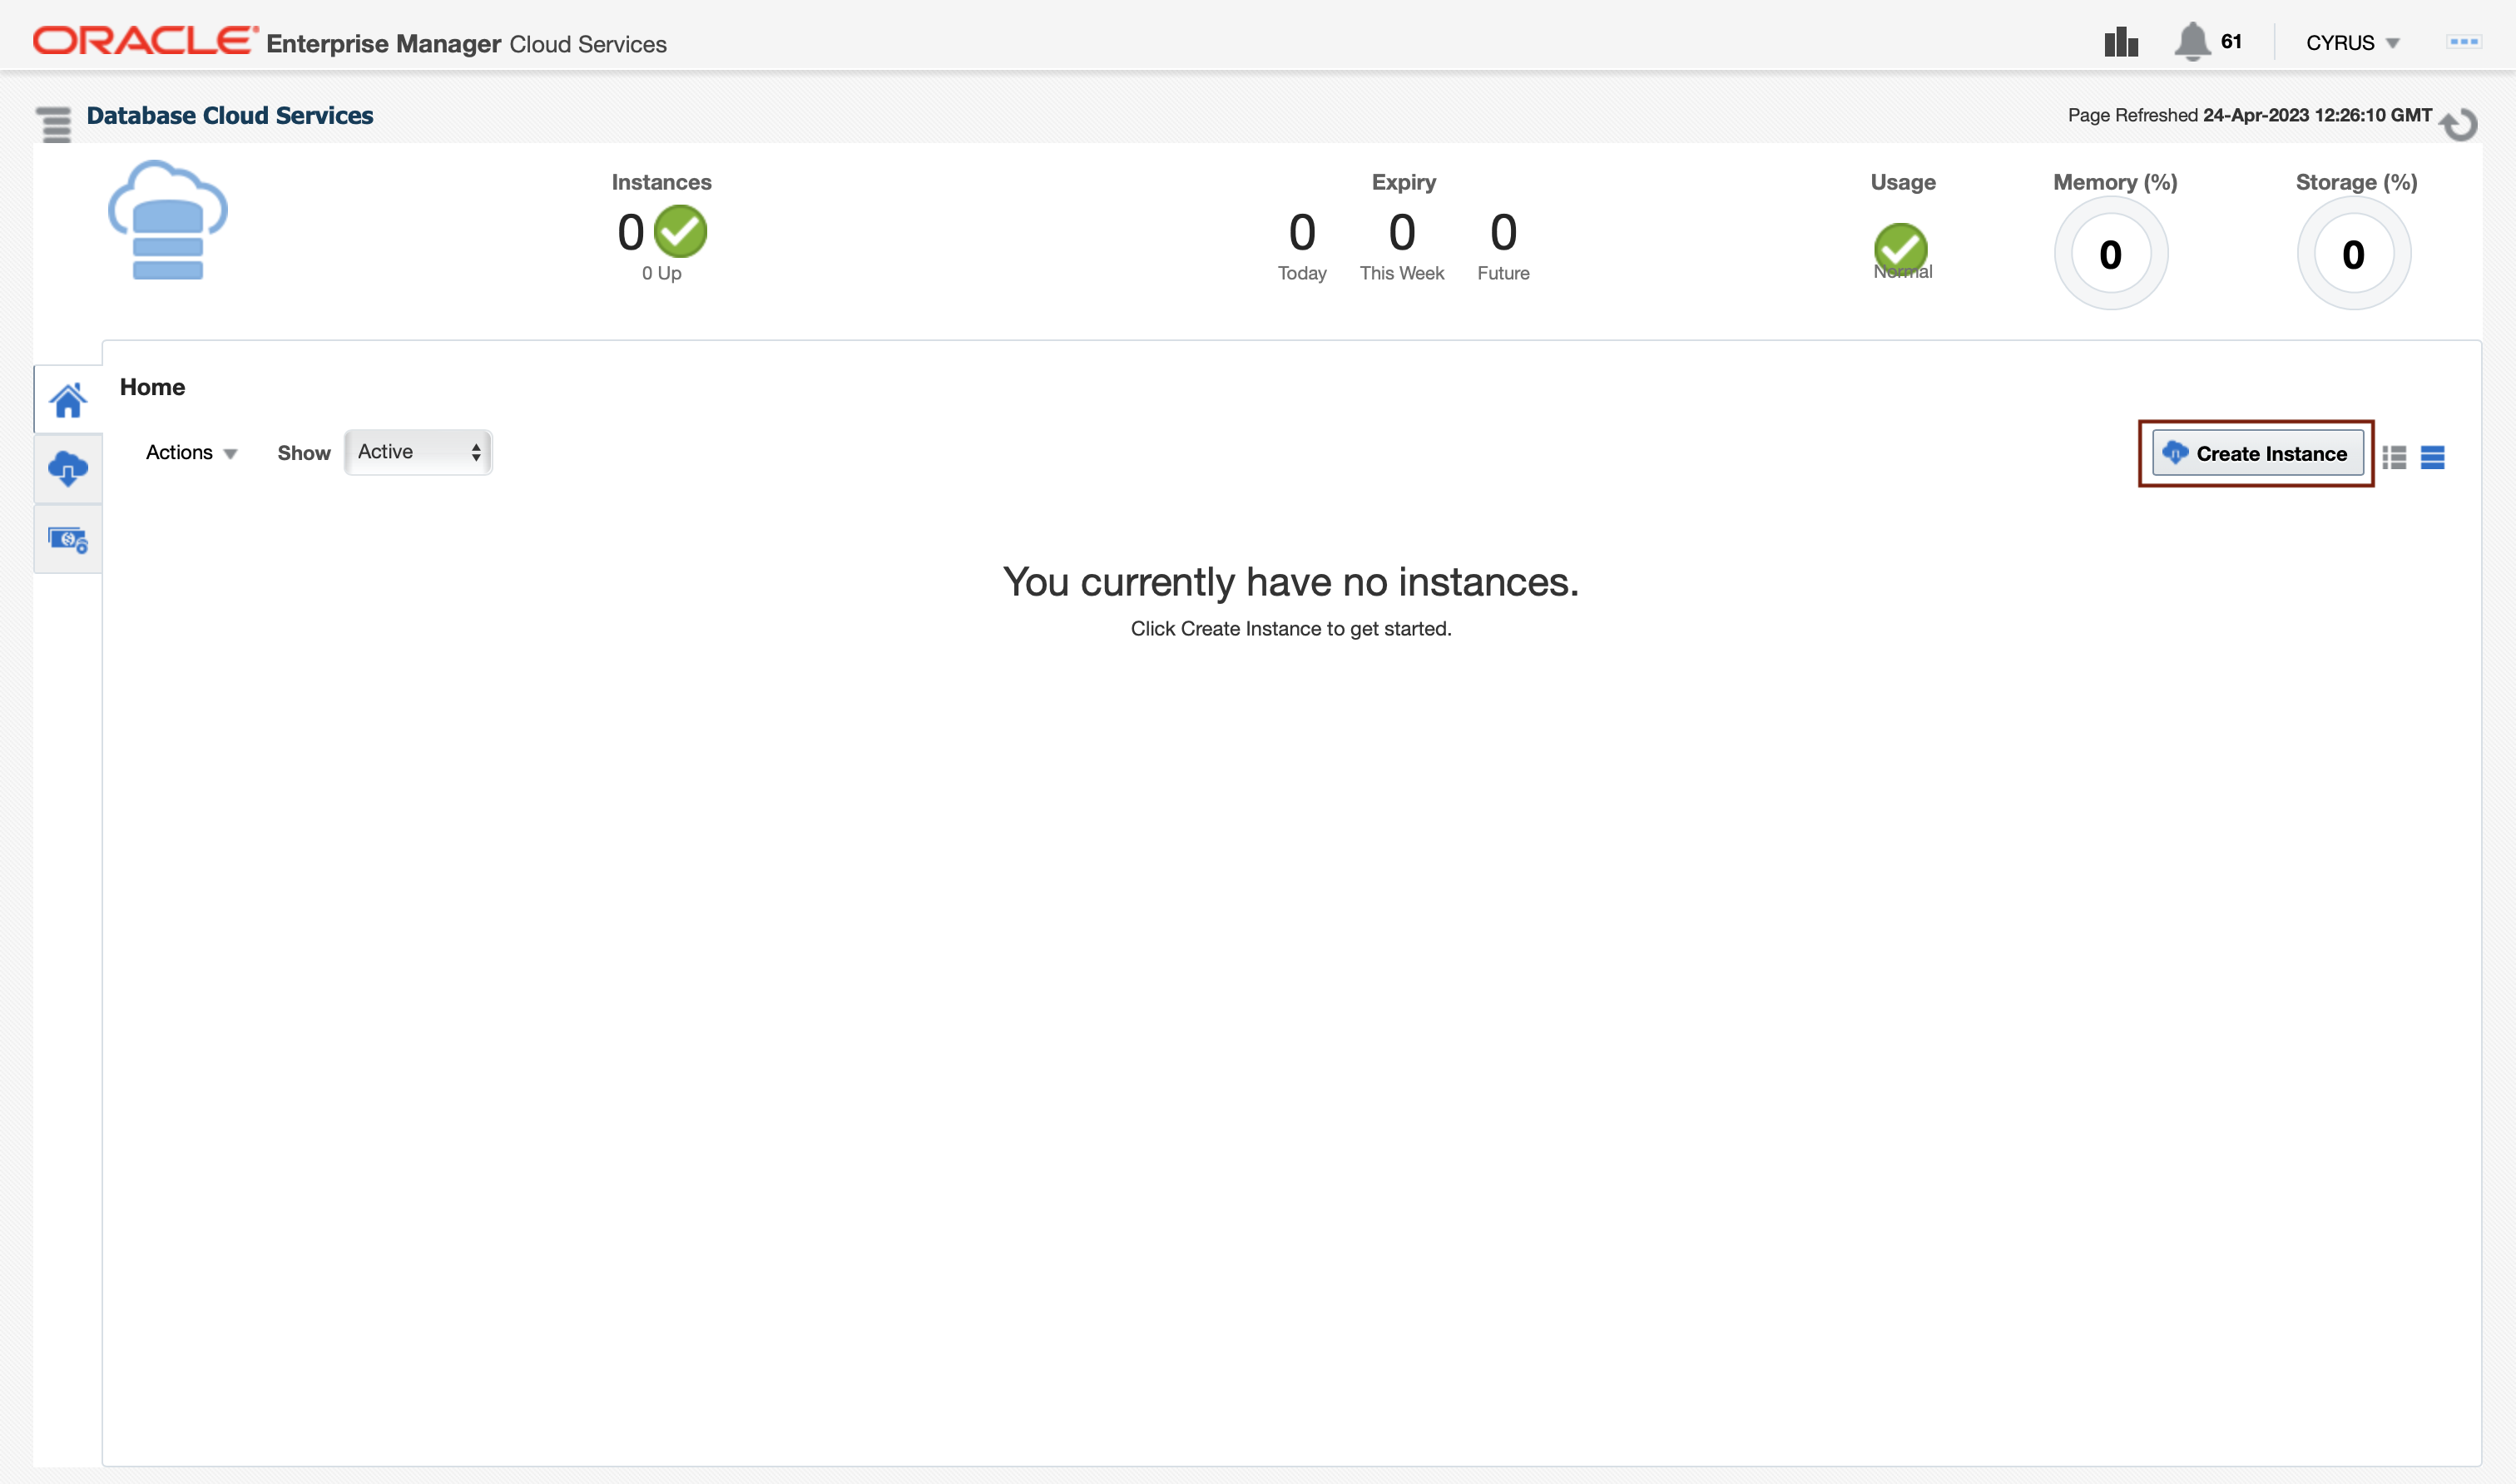 ORACLE Enterprise Manager Cloud Services
61
CYRUS
Database Cloud Services
Page Refreshed 24-Apr-2023 12:26:10 GMT
Instances
0
0 Up
Expiry
0 0 0
Today This Week Future
Usage
Normal
Memory (%)
0
Storage (%)
0
Home
Actions Show Active
Create Instance
You currently have no instances.
Click Create Instance to get started.